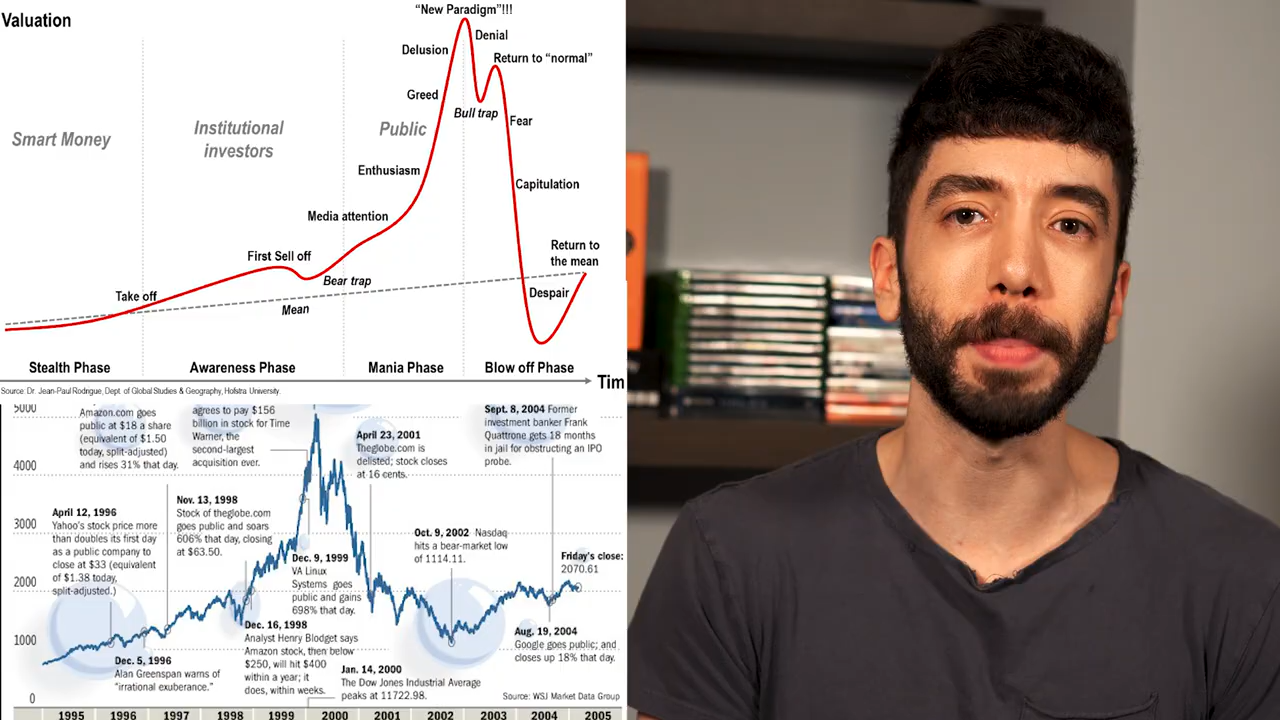 Valuation
"New Paradigm"!!!
Denial
Delusion
Return to "normal"
Greed
Bull trap
Fear
Smart Money
Institutional
investors
Public
Enthusiasm
Capitulation
Media attention
First Sell off
Bear trap
Return to
the mean
Take off
Mean
Despair
Stealth Phase
Awareness Phase
Mania Phase
Blow off Phase
Tim
Source: Dr. Jean-Paul Rodrigue, Dept. of Global Studies & Geography, Hofstra University.
5000
4000
3000
2000
1000
0
Amazon.com goes
public at $18 a share
(equivalent of $1.50
today, split-adjusted)
and rises 31% that day.
agrees to pay $156
billion in stock for Time
Warner, the
second-largest
acquisition ever.
April 23, 2001
Theglobe.com is
delisted; stock closes
at 16 cents.
Sept. 8, 2004 Former
investment banker Frank
Quattrone gets 18 months
in jail for obstructing an IPO
probe.
April 12, 1996
Yahoo's stock price more
than doubles its first day
as a public company to
close at $33 (equivalent
of $1.38 today,
split-adjusted.)
Nov. 13, 1998
Stock of theglobe.com
goes public and soars
606% that day, closing
at $63.50.
Dec. 9, 1999
VA Linux
Systems goes
public and gains
698% that day.
Oct. 9, 2002 Nasdaq
hits a bear-market low
of 1114.11.
Friday's close:
2070.61
Dec. 5, 1996
Alan Greenspan warns of
"irrational exuberance."
Dec. 16, 1998
Analyst Henry Blodget says
Amazon stock, then below
$250, will hit $400
within a year; it
does, within weeks.
Jan. 14, 2000
The Dow Jones Industrial Average
peaks at 11722.98.
Aug. 19, 2004
Google goes public; and
closes up 18% that day.
Source: WSJ Market Data Group
1995 1996 1997 1998 1999 2000 2001 2002 2003 2004 2005